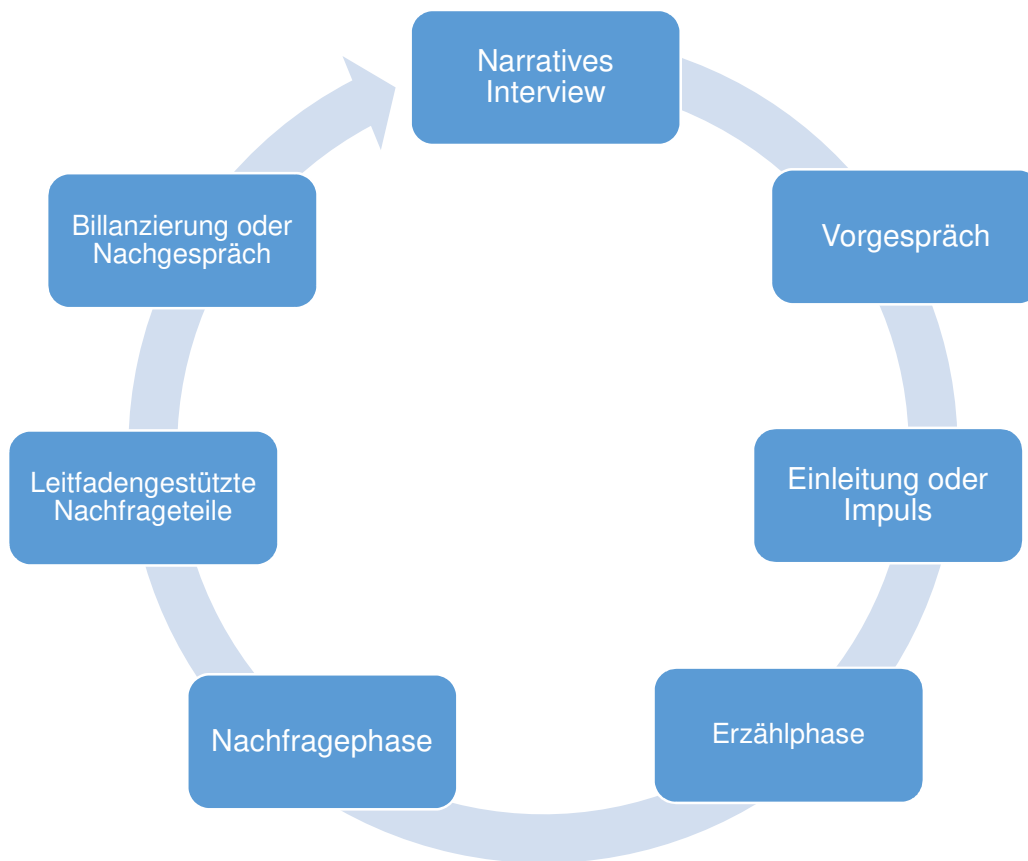 Narratives
Interview
Vorgespräch
Einleitung oder
Impuls
Erzählphase
Nachfragephase
Leitfadengestützte
Nachfrageteile
Billanzierung oder
Nachgespräch